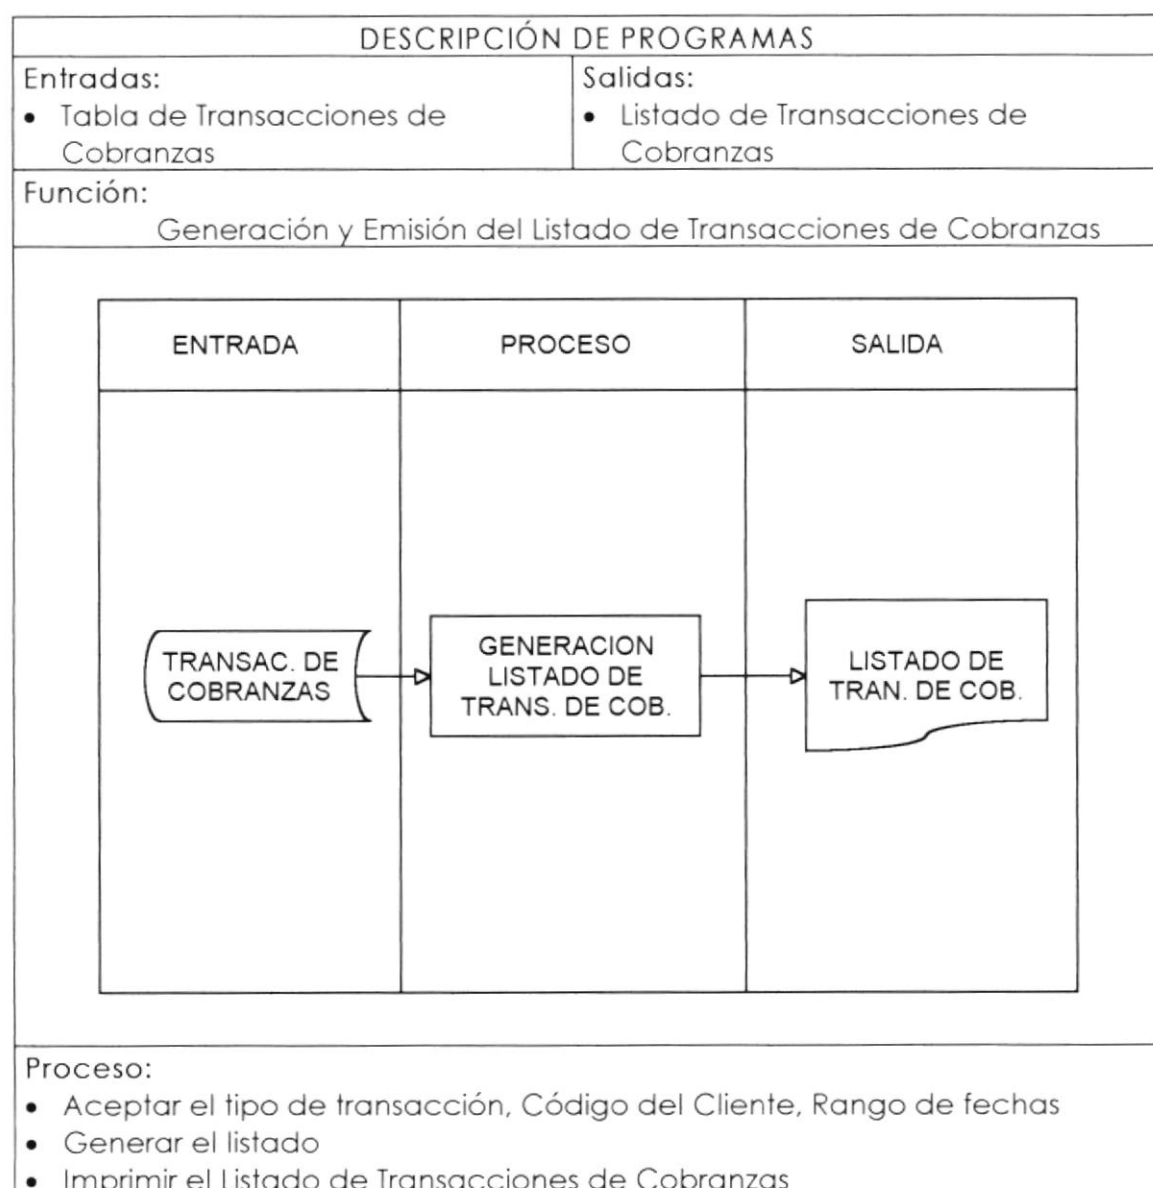 DESCRIPCIÓN DE PROGRAMAS
Entradas:
• Tabla de Transacciones de
Cobranzas
Salidas:
• Listado de Transacciones de
Cobranzas
Función:
Generación y Emisión del Listado de Transacciones de Cobranzas
ENTRADA
PROCESO
SALIDA
TRANSAC. DE
COBRANZAS
GENERACION
LISTADO DE
TRANS. DE COB.
LISTADO DE
TRAN. DE COB.
Proceso:
• Aceptar el tipo de transacción, Código del Cliente, Rango de fechas
• Generar el listado
• Imprimir el Listado de Transacciones de Cobranzas